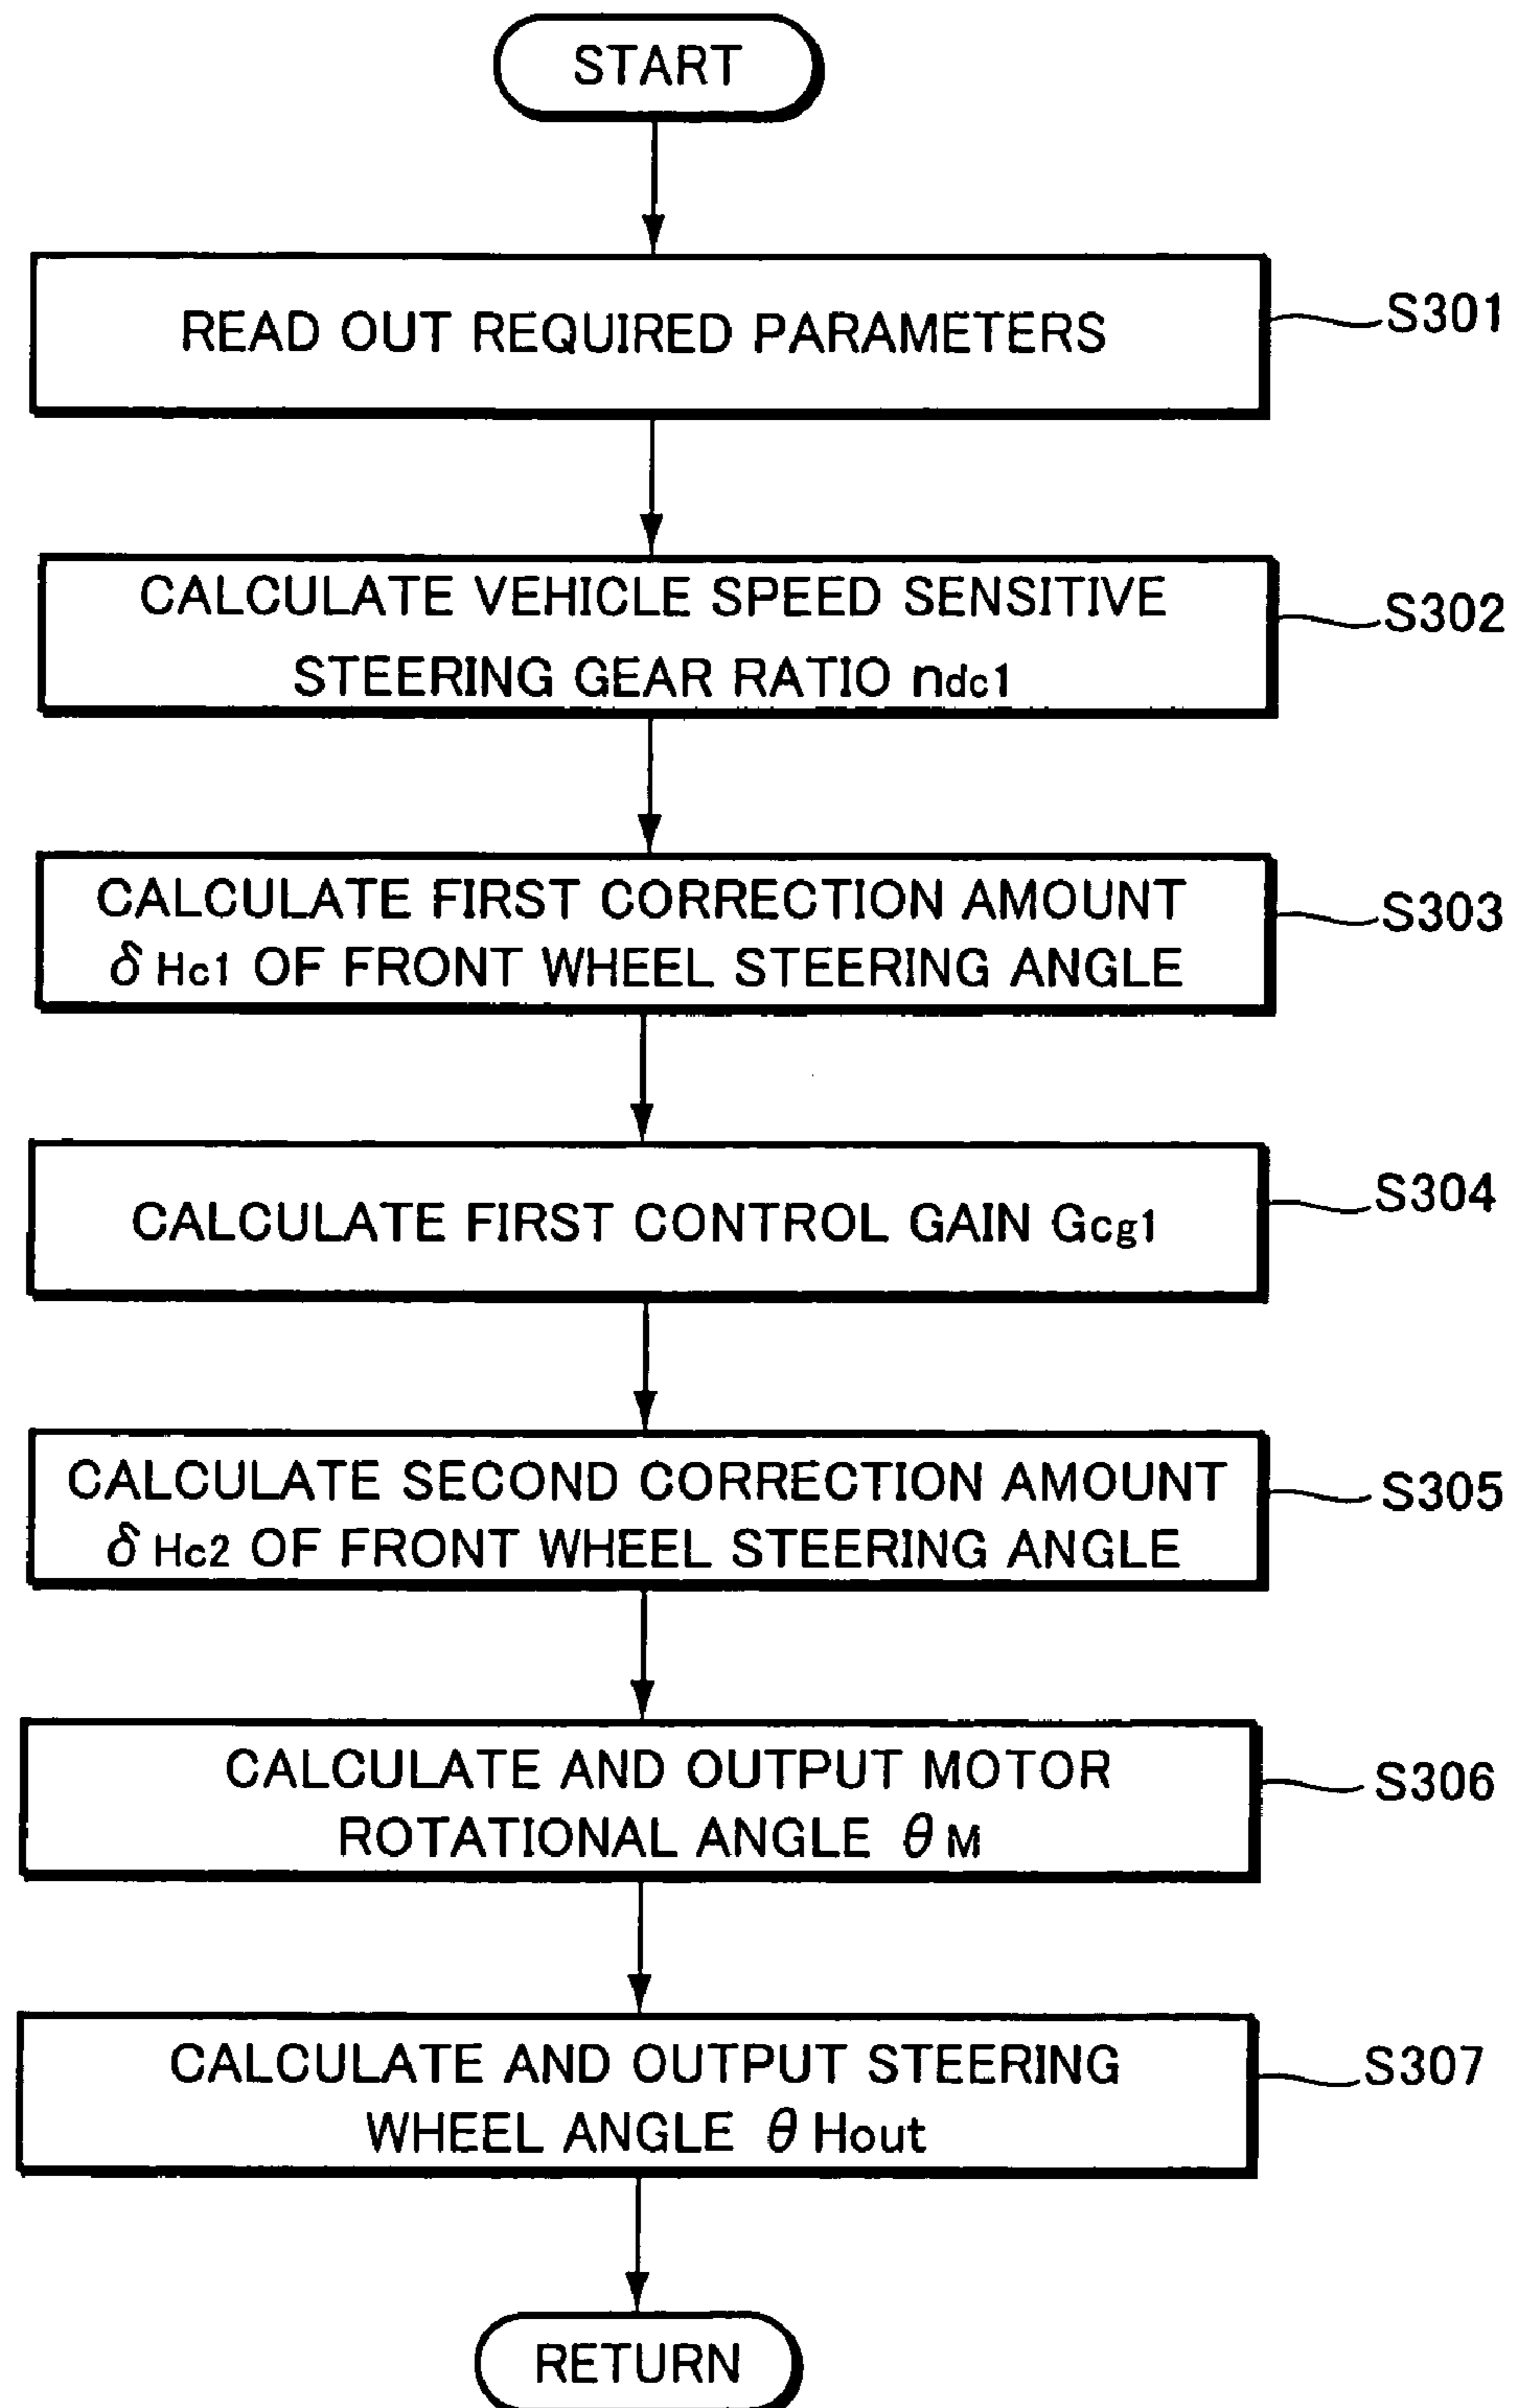 START
READ OUT REQUIRED PARAMETERS
S301
CALCULATE VEHICLE SPEED SENSITIVE
STEERING GEAR RATIO ndc1
S302
CALCULATE FIRST CORRECTION AMOUNT
δHc1 OF FRONT WHEEL STEERING ANGLE
S303
CALCULATE FIRST CONTROL GAIN Gcg1
S304
CALCULATE SECOND CORRECTION AMOUNT
δHc2 OF FRONT WHEEL STEERING ANGLE
S305
CALCULATE AND OUTPUT MOTOR
ROTATIONAL ANGLE θM
S306
CALCULATE AND OUTPUT STEERING
WHEEL ANGLE θHout
S307
RETURN